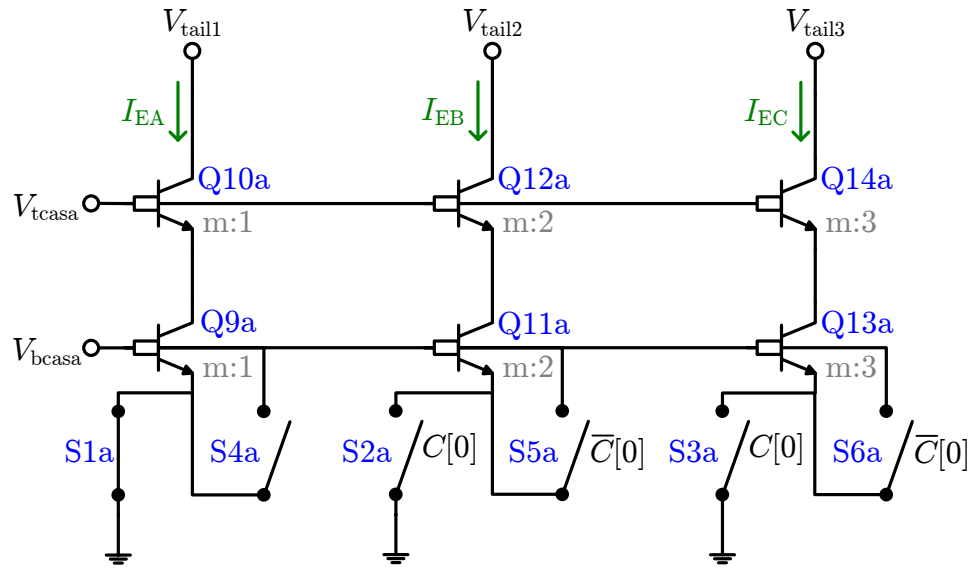 V_tail1 V_tail2 V_tail3
I_EA I_EB I_EC
Q10a Q12a Q14a
V_tcasa m:1 m:2 m:3
Q9a Q11a Q13a
V_bcasa m:1 m:2 m:3
S1a S4a S2a C[0] S5a C̅[0] S3a C[0] S6a C̅[0]